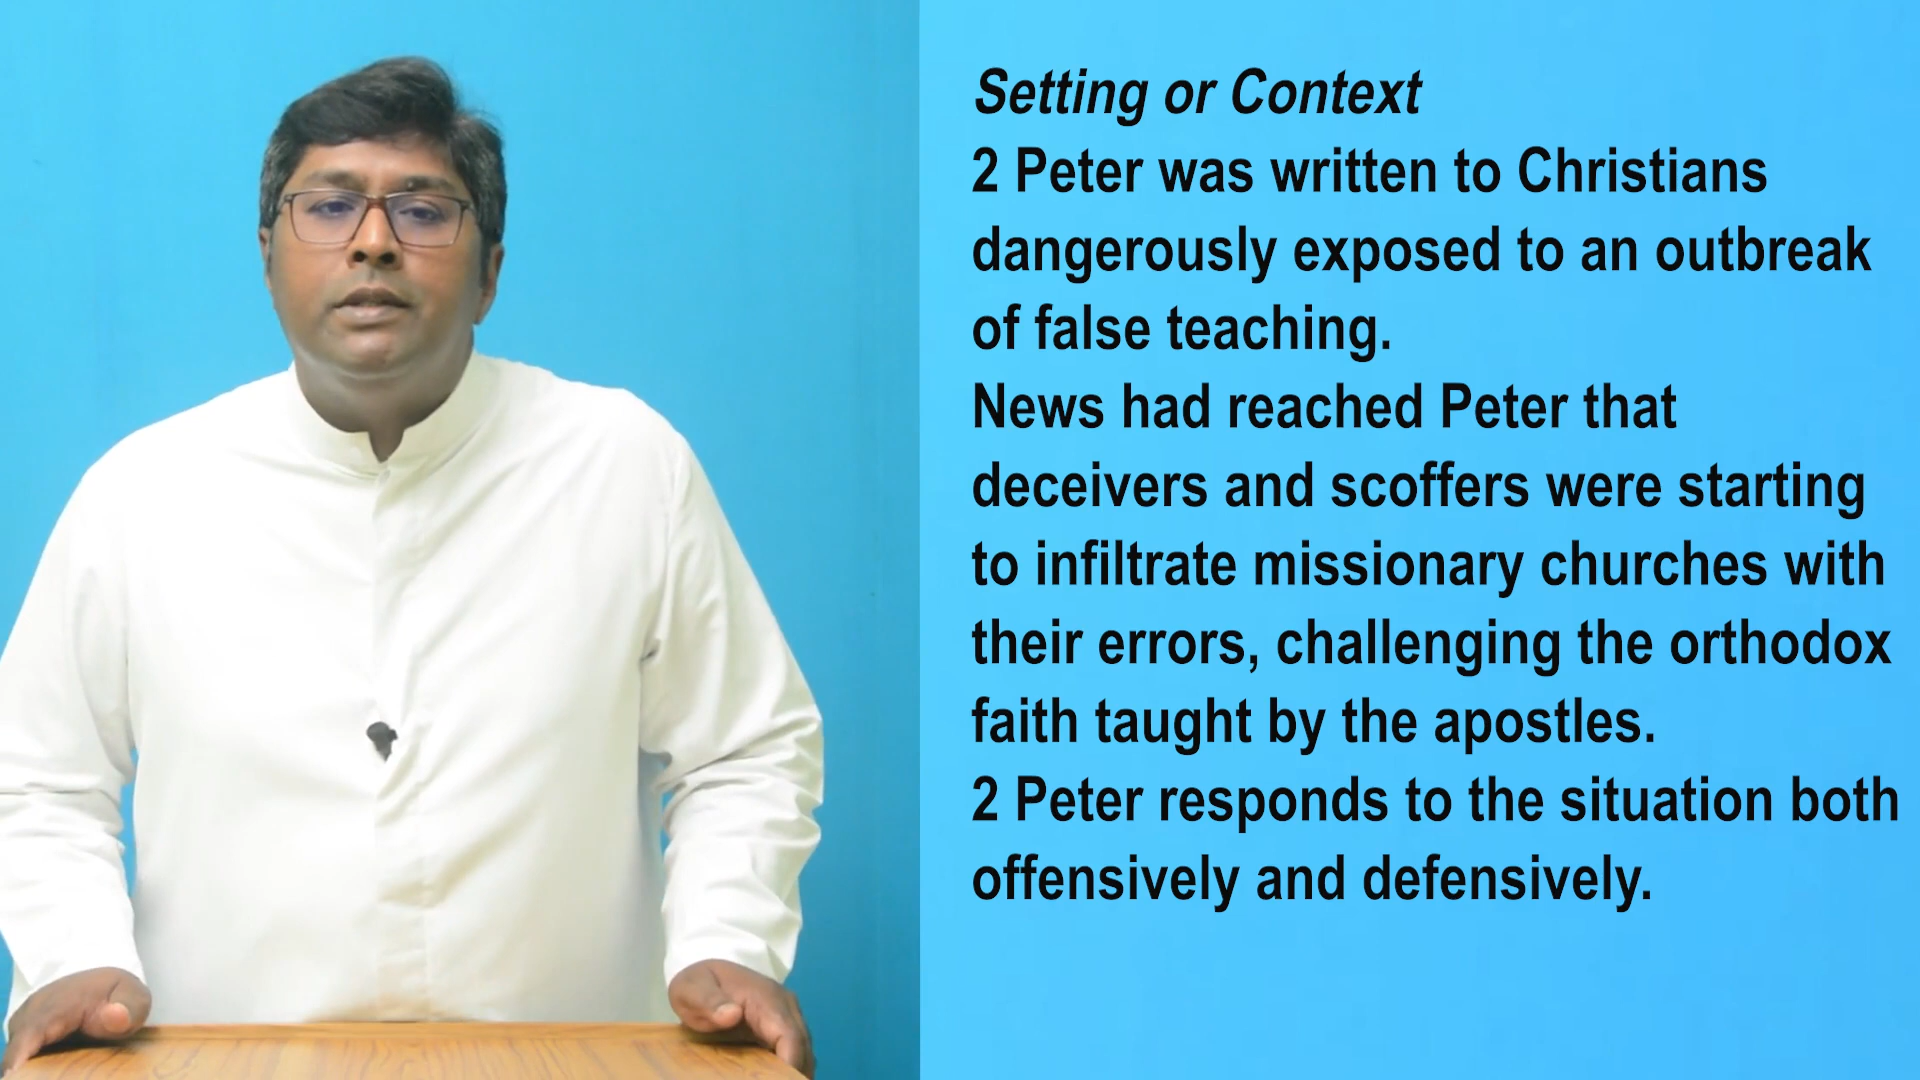 Setting or Context
2 Peter was written to Christians
dangerously exposed to an outbreak
of false teaching.
News had reached Peter that
deceivers and scoffers were starting
to infiltrate missionary churches with
their errors, challenging the orthodox
faith taught by the apostles.
2 Peter responds to the situation both
offensively and defensively.